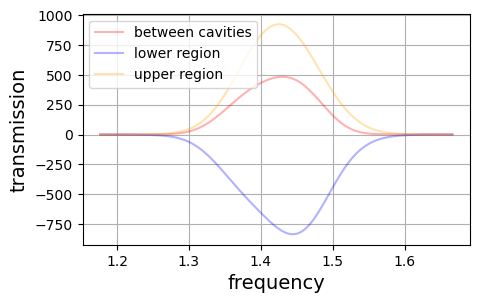 1000
750
500
250
0
−250
−500
−750
transmission
between cavities
lower region
upper region
1.2 1.3 1.4 1.5 1.6
frequency